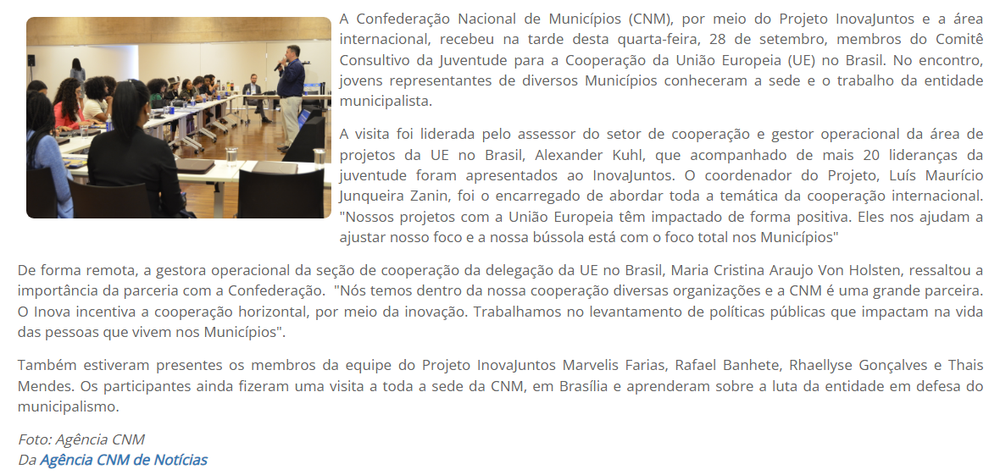 A Confederação Nacional de Municípios (CNM), por meio do Projeto InovaJuntos e a área
internacional, recebeu na tarde desta quarta-feira, 28 de setembro, membros do Comitê
Consultivo da Juventude para a Cooperação da União Europeia (UE) no Brasil. No encontro,
jovens representantes de diversos Municípios conheceram a sede e o trabalho da entidade
municipalista.
A visita foi liderada pelo assessor do setor de cooperação e gestor operacional da área de
projetos da UE no Brasil, Alexander Kuhl, que acompanhado de mais 20 lideranças da
juventude foram apresentados ao InovaJuntos. O coordenador do Projeto, Luís Maurício
Junqueira Zanin, foi o encarregado de abordar toda a temática da cooperação internacional.
"Nossos projetos com a União Europeia têm impactado de forma positiva. Eles nos ajudam a
ajustar nosso foco e a nossa bússola está com o foco total nos Municípios"
De forma remota, a gestora operacional da seção de cooperação da delegação da UE no Brasil, Maria Cristina Araujo Von Holsten, ressaltou a
importância da parceria com a Confederação.  "Nós temos dentro da nossa cooperação diversas organizações e a CNM é uma grande parceira.
O Inova incentiva a cooperação horizontal, por meio da inovação. Trabalhamos no levantamento de políticas públicas que impactam na vida
das pessoas que vivem nos Municípios".
Também estiveram presentes os membros da equipe do Projeto InovaJuntos Marvelis Farias, Rafael Banhete, Rhaellyse Gonçalves e Thais
Mendes. Os participantes ainda fizeram uma visita a toda a sede da CNM, em Brasília e aprenderam sobre a luta da entidade em defesa do
municipalismo.
Foto: Agência CNM
Da Agência CNM de Notícias